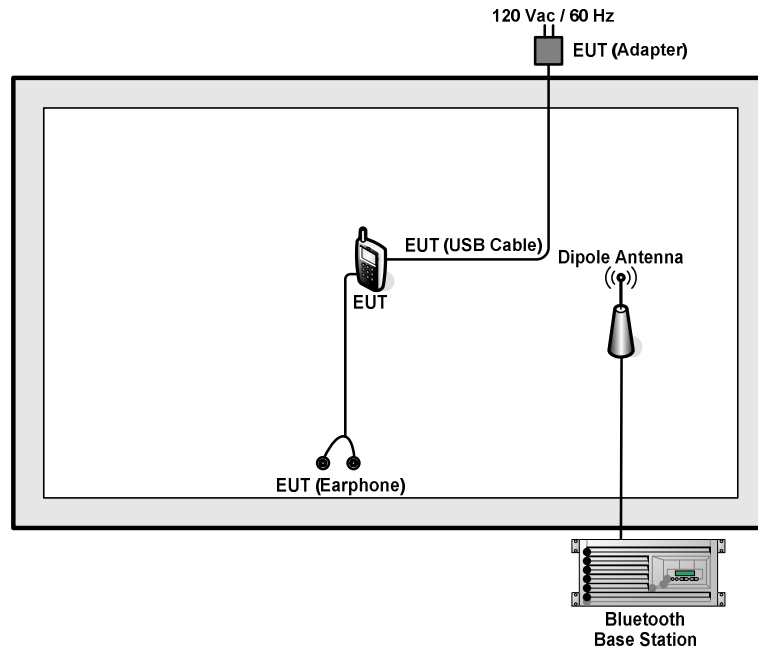 120 Vac / 60 Hz
EUT (Adapter)
EUT (USB Cable)
Dipole Antenna
EUT
EUT (Earphone)
Bluetooth
Base Station